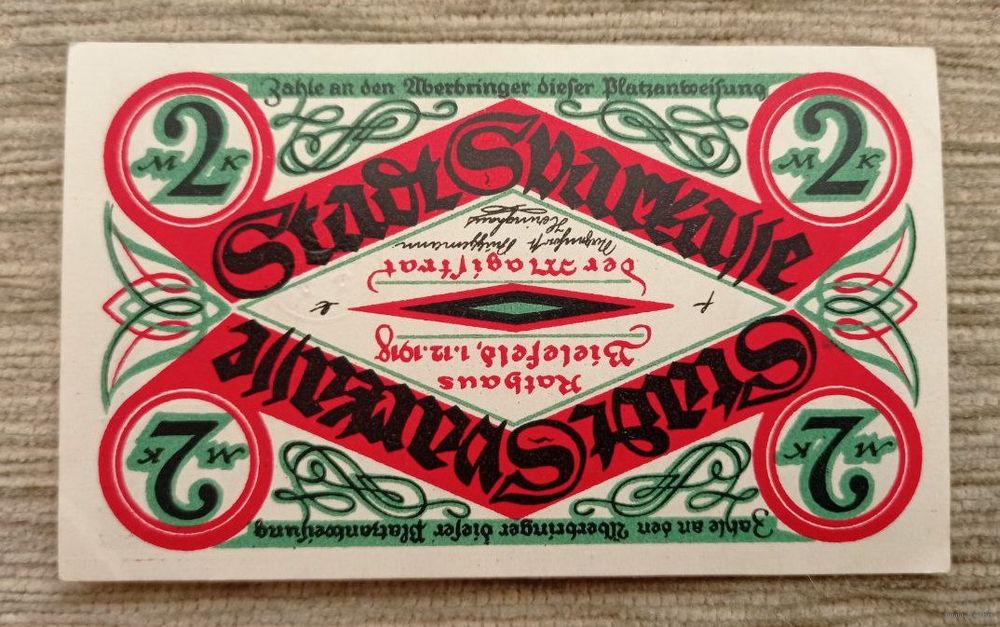 Zahle an den Überbringer dieser Platzanweisung
2
M K
2
M K
Stadt Sparkasse
Rathaus
Bielefeld, 1.12.1918
der Magistrat
Stadt Sparkasse
2
M K
2
M K
Zahle an den Überbringer dieser Platzanweisung